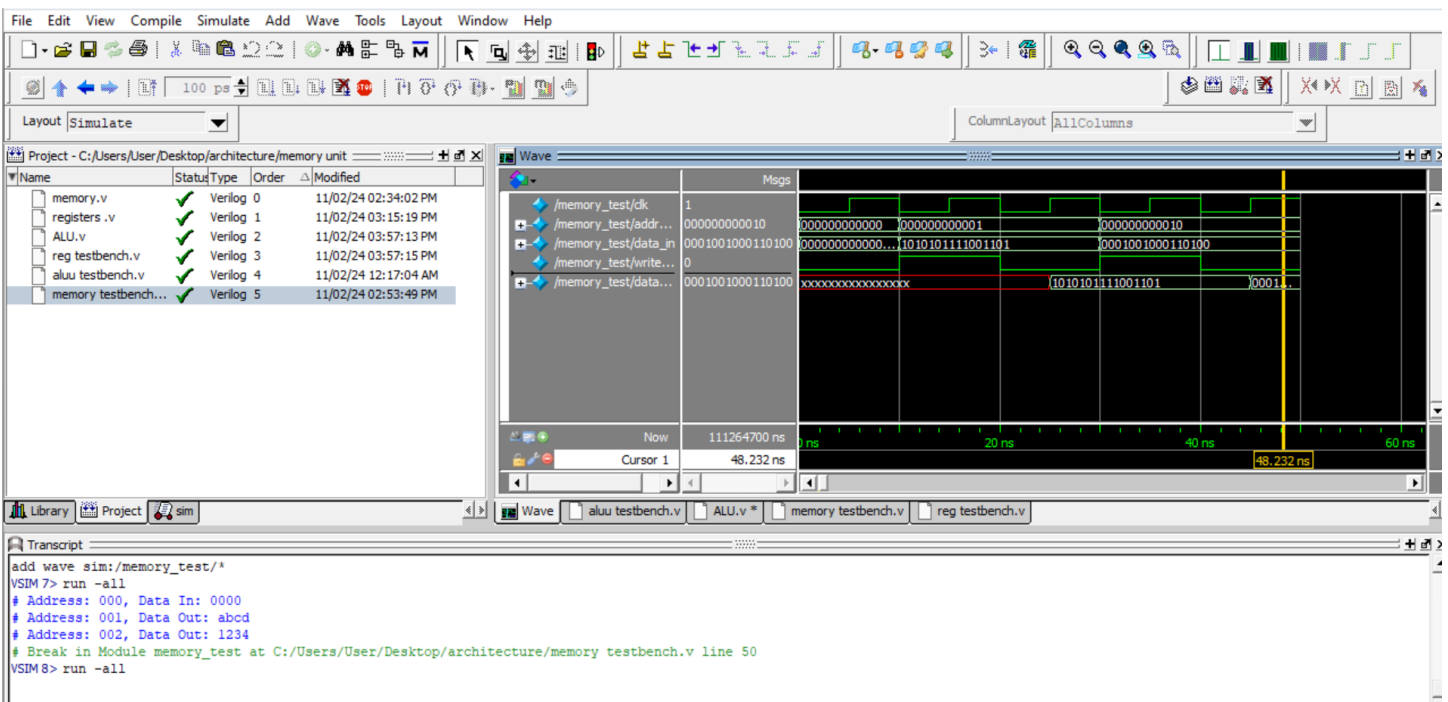 File Edit View Compile Simulate Add Wave Tools Layout Window Help
100 ps
Layout Simulate
ColumnLayout AllColumns
Project - C:/Users/User/Desktop/architecture/memory unit
Name Status Type Order Modified
memory.v Verilog 0 11/02/24 02:34:02 PM
registers .v Verilog 1 11/02/24 03:15:19 PM
ALU.v Verilog 2 11/02/24 03:57:13 PM
reg testbench.v Verilog 3 11/02/24 03:57:15 PM
aluu testbench.v Verilog 4 11/02/24 12:17:04 AM
memory testbench... Verilog 5 11/02/24 02:53:49 PM
Library Project sim
Wave
Msgs
/memory_test/clk 1
/memory_test/addr... 000000000010 000000000000 000000000001 000000000010
/memory_test/data_in 0001001000110100 000000000000... 1010101111001101 0001001000110100
/memory_test/write... 0
/memory_test/data... 0001001000110100 xxxxxxxxxxxxxxxx 1010101111001101 0001...
Now 111264700 ns ns 20 ns 40 ns 60 ns
Cursor 1 48.232 ns 48.232 ns
Wave aluu testbench.v ALU.v * memory testbench.v reg testbench.v
Transcript
add wave sim:/memory_test/*
VSIM 7> run -all
# Address: 000, Data In: 0000
# Address: 001, Data Out: abcd
# Address: 002, Data Out: 1234
# Break in Module memory_test at C:/Users/User/Desktop/architecture/memory testbench.v line 50
VSIM 8> run -all